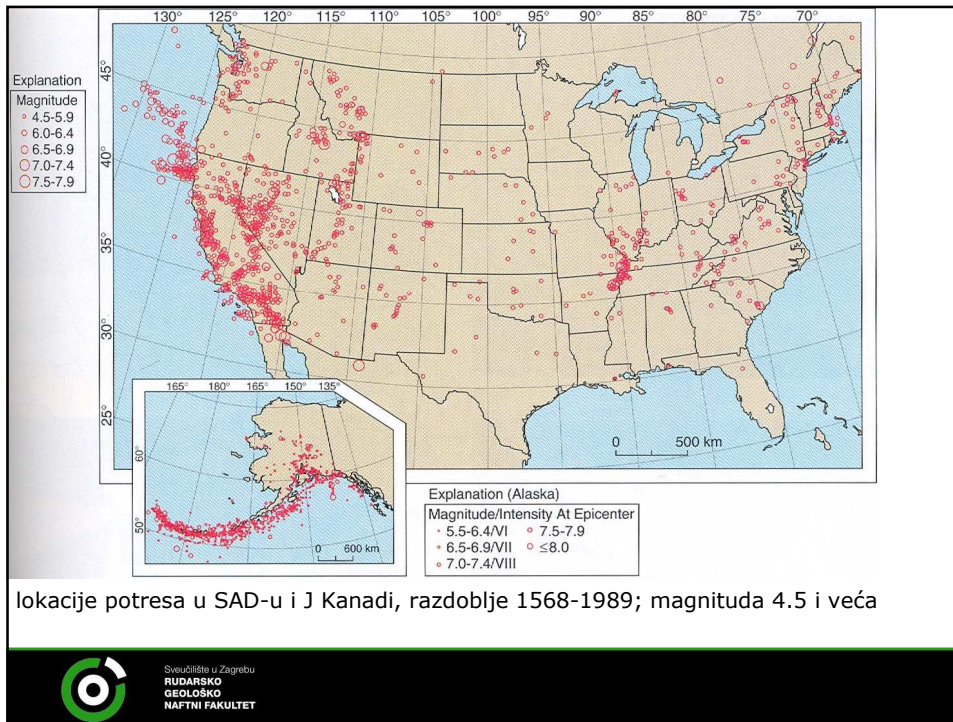 130° 125° 120° 115° 110° 105° 100° 95° 90° 85° 80° 75° 70°
45°
40°
35°
30°
25°
Explanation
Magnitude
4.5-5.9
6.0-6.4
6.5-6.9
7.0-7.4
7.5-7.9
0 500 km
165° 180° 165° 150° 135°
60°
50°
0 600 km
Explanation (Alaska)
Magnitude/Intensity At Epicenter
5.5-6.4/VI 7.5-7.9
6.5-6.9/VII ≤8.0
7.0-7.4/VIII
lokacije potresa u SAD-u i J Kanadi, razdoblje 1568-1989; magnituda 4.5 i veća
Sveučilište u Zagrebu
RUDARSKO
GEOLOŠKO
NAFTNI FAKULTET